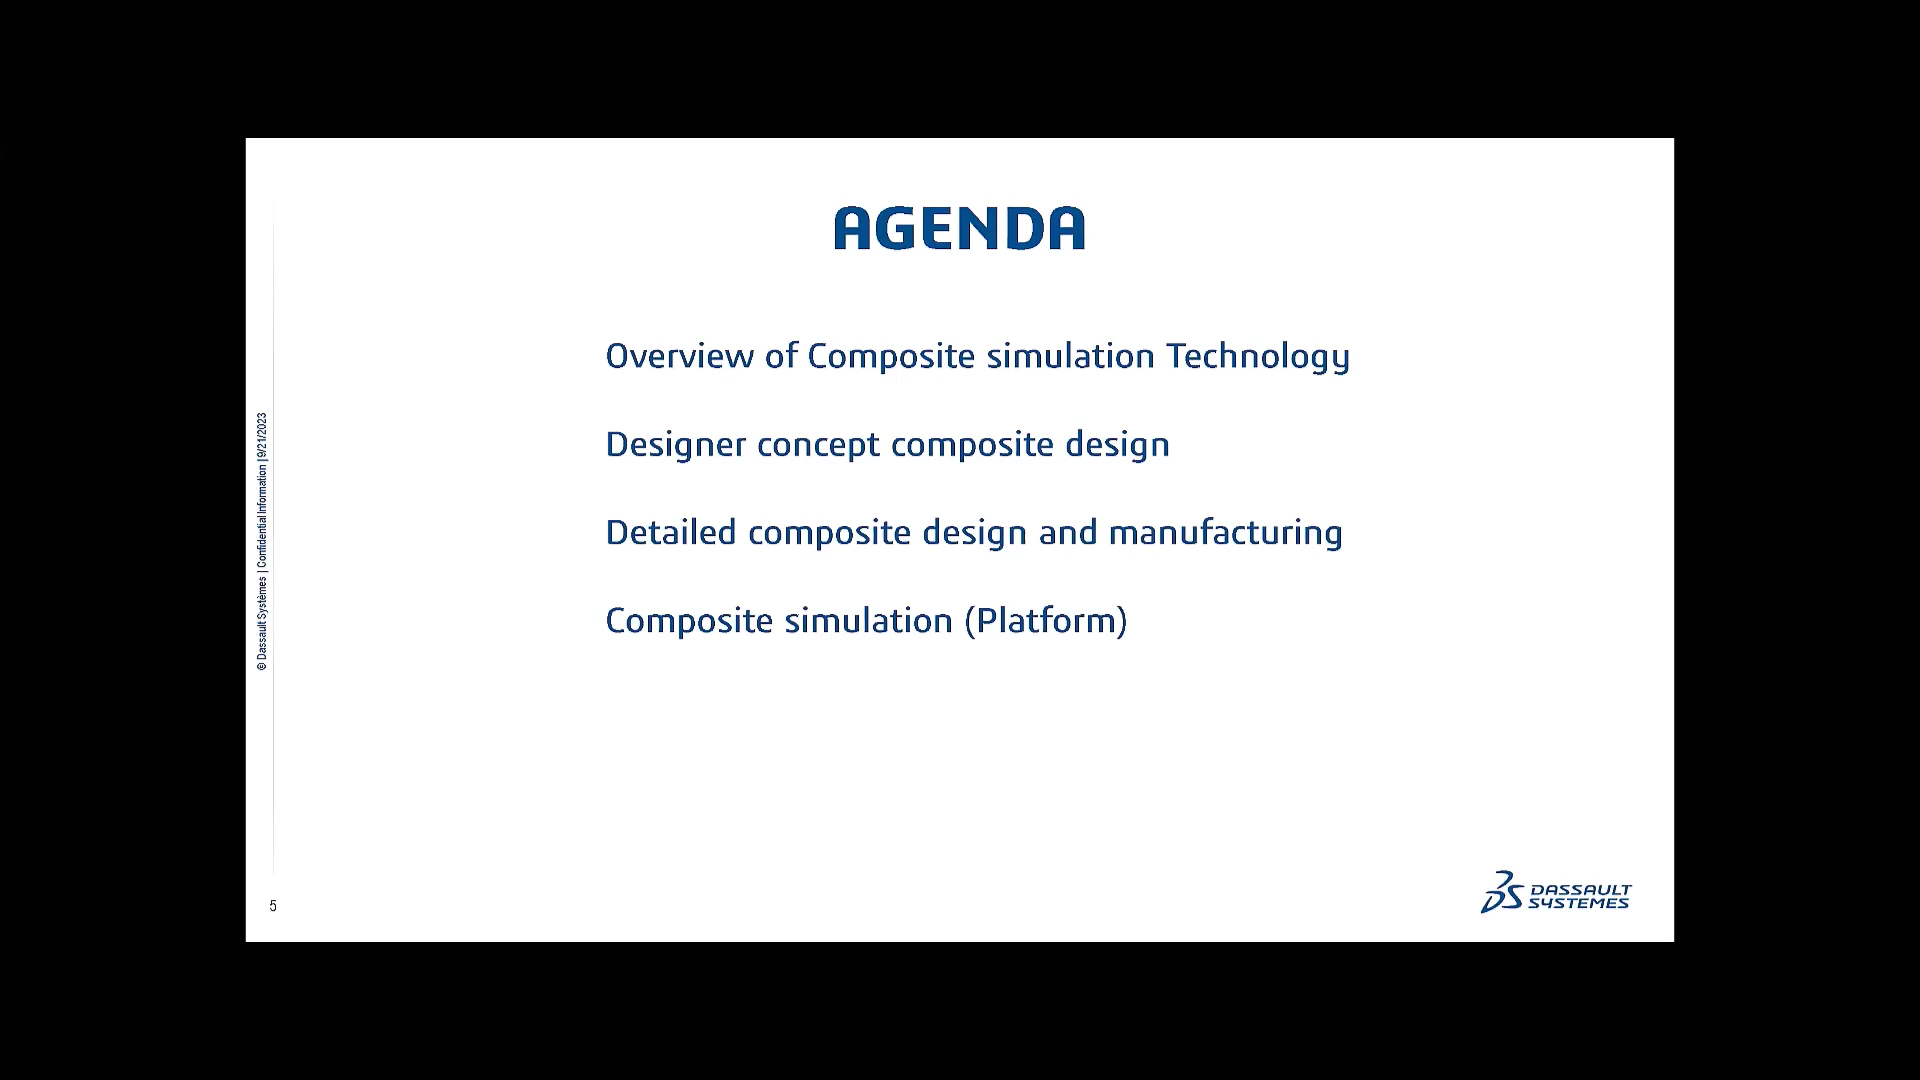 AGENDA
Overview of Composite simulation Technology
Designer concept composite design
Detailed composite design and manufacturing
Composite simulation (Platform)
© Dassault Systèmes | Confidential Information | 9/21/2023
5
DASSAULT
SYSTEMES